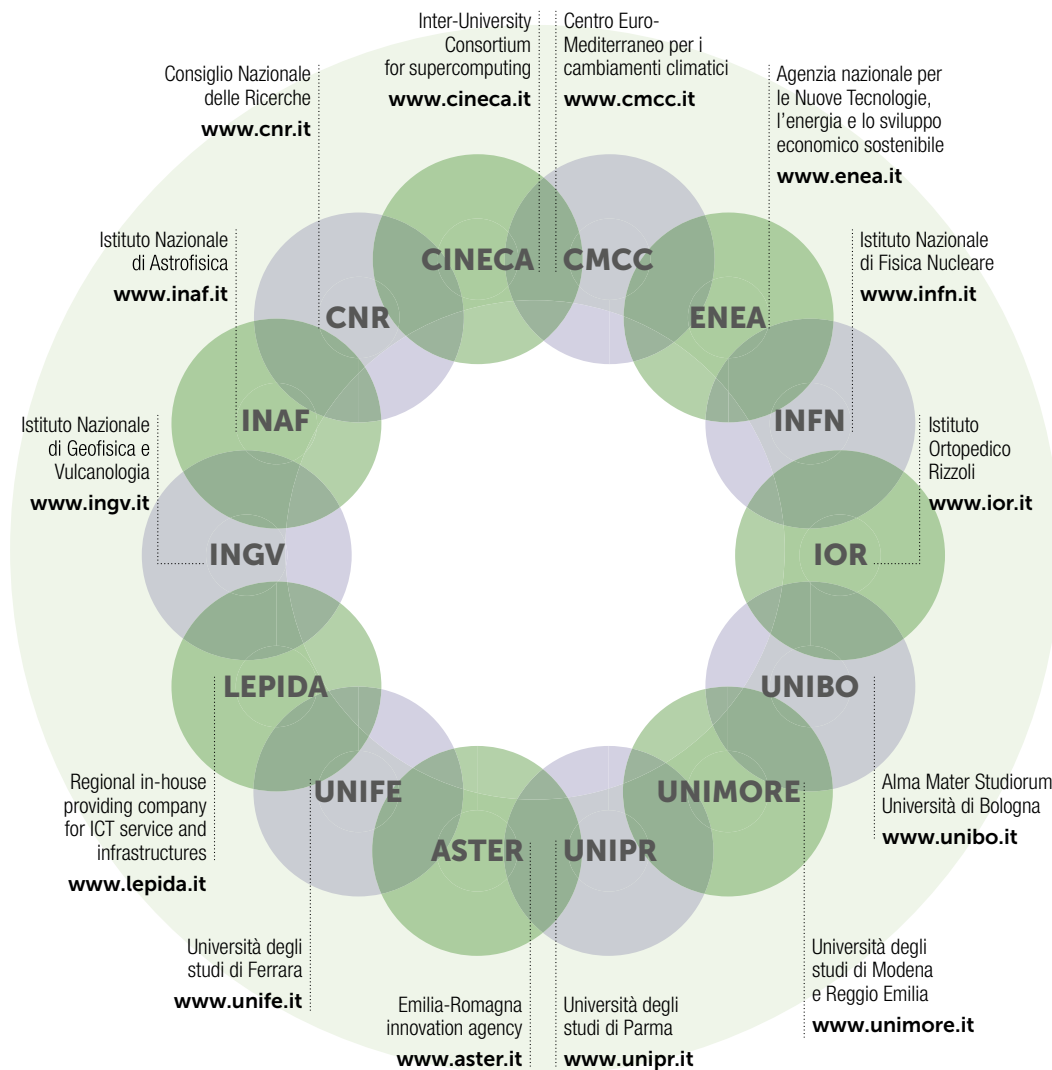 Inter-University
Consortium
for supercomputing
www.cineca.it
Centro Euro-
Mediterraneo per i
cambiamenti climatici
www.cmcc.it
Consiglio Nazionale
delle Ricerche
www.cnr.it
Agenzia nazionale per
le Nuove Tecnologie,
l'energia e lo sviluppo
economico sostenibile
www.enea.it
Istituto Nazionale
di Astrofisica
www.inaf.it
Istituto Nazionale
di Fisica Nucleare
www.infn.it
CINECA
CMCC
CNR
ENEA
INAF
INFN
Istituto Nazionale
di Geofisica e
Vulcanologia
www.ingv.it
Istituto
Ortopedico
Rizzoli
www.ior.it
INGV
IOR
LEPIDA
UNIBO
UNIFE
UNIMORE
ASTER
UNIPR
Regional in-house
providing company
for ICT service and
infrastructures
www.lepida.it
Alma Mater Studiorum
Università di Bologna
www.unibo.it
Università degli
studi di Ferrara
www.unife.it
Emilia-Romagna
innovation agency
www.aster.it
Università degli
studi di Parma
www.unipr.it
Università degli
studi di Modena
e Reggio Emilia
www.unimore.it